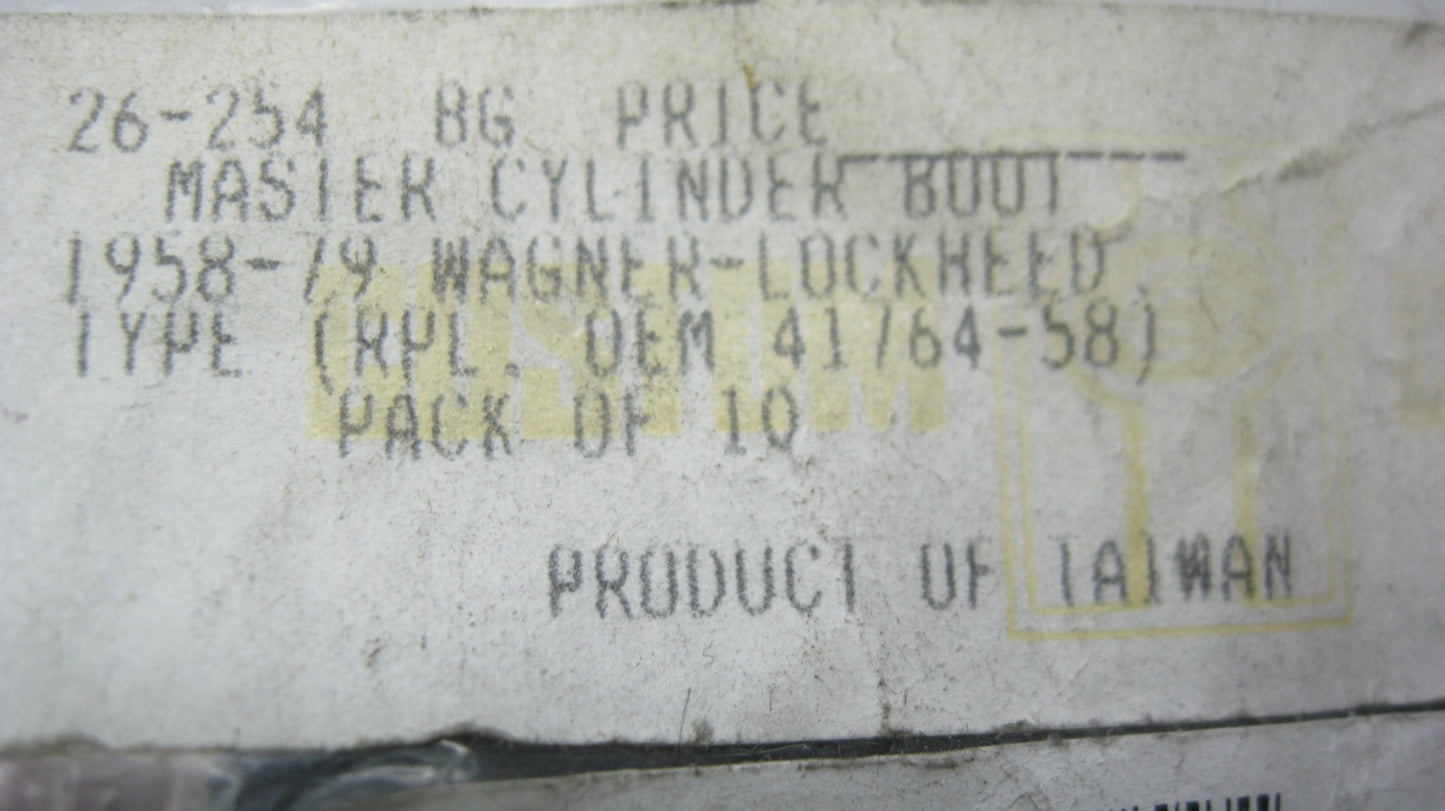 26-254 BG PRICE________
MASTER CYLINDER BOOT
1958-79 WAGNER-LOCKHEED
TYPE (RPL. OEM 41764-58)
PACK OF 10
PRODUCT OF TAIWAN